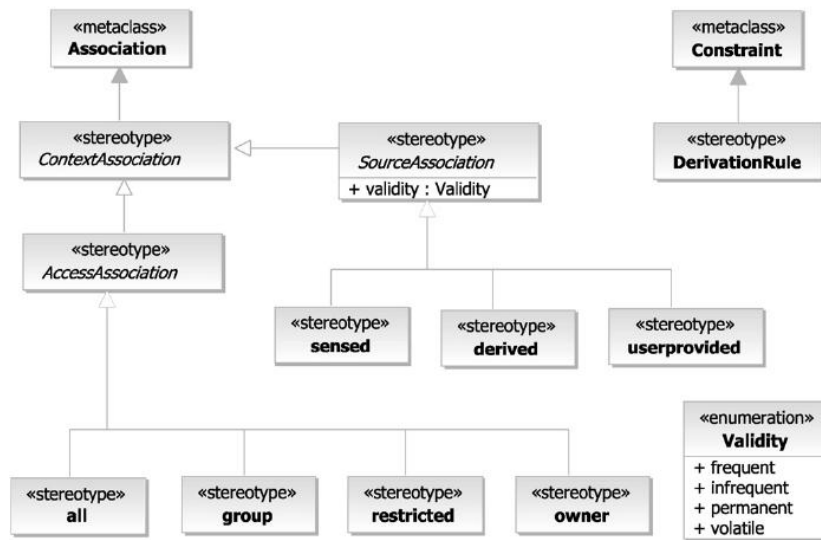 «metaclass»
Association
«metaclass»
Constraint
«stereotype»
ContextAssociation
«stereotype»
SourceAssociation
+ validity : Validity
«stereotype»
DerivationRule
«stereotype»
AccessAssociation
«stereotype»
sensed
«stereotype»
derived
«stereotype»
userprovided
«enumeration»
Validity
+ frequent
+ infrequent
+ permanent
+ volatile
«stereotype»
all
«stereotype»
group
«stereotype»
restricted
«stereotype»
owner